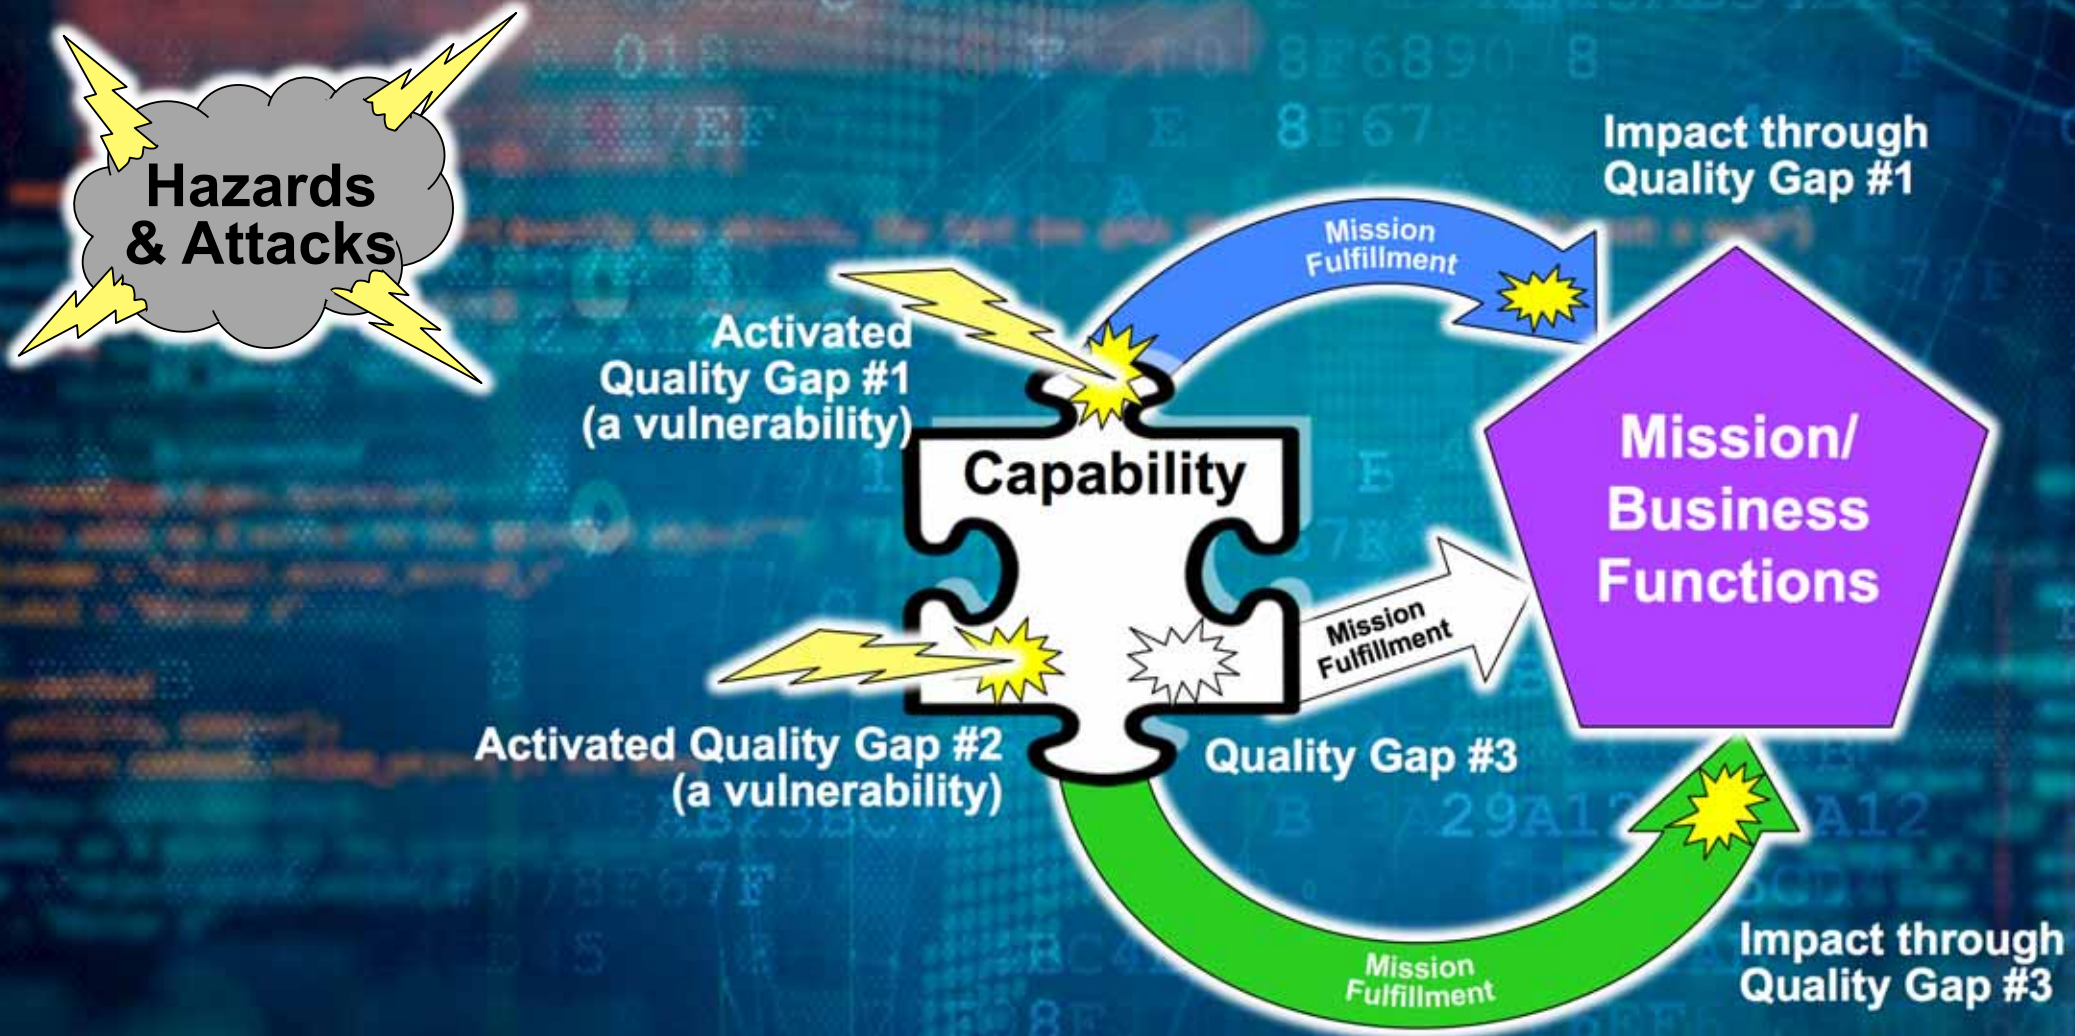 Hazards
& Attacks
Impact through
Quality Gap #1
Mission
Fulfillment
Activated
Quality Gap #1
(a vulnerability)
Capability
Mission/
Business
Functions
Mission
Fulfillment
Activated Quality Gap #2
(a vulnerability)
Quality Gap #3
Mission
Fulfillment
Impact through
Quality Gap #3